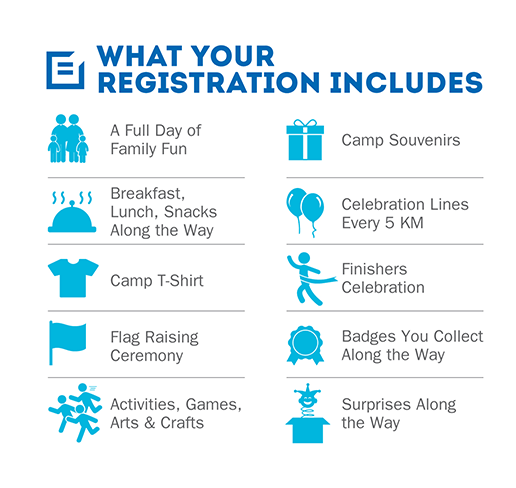 WHAT YOUR
REGISTRATION INCLUDES
A Full Day of
Family Fun
Breakfast,
Lunch, Snacks
Along the Way
Camp T-Shirt
Flag Raising
Ceremony
Activities, Games,
Arts & Crafts
Camp Souvenirs
Celebration Lines
Every 5 KM
Finishers
Celebration
Badges You Collect
Along the Way
Surprises Along
the Way